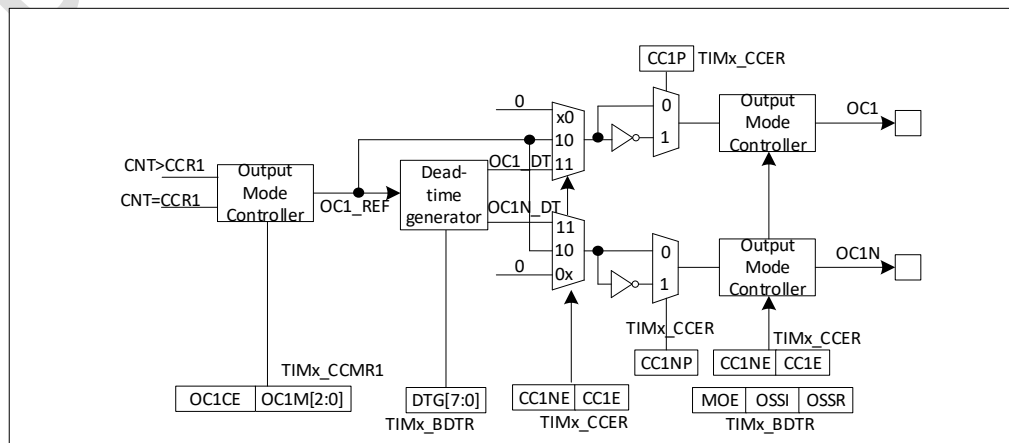 CC1P TIMx_CCER
0
x0
10
11
0
1
Output
Mode
Controller
OC1
CNT>CCR1
CNT=CCR1
Output
Mode
Controller
OC1_REF
Dead-
time
generator
OC1_DT
OC1N_DT
11
10
0x
0
0
1
Output
Mode
Controller
OC1N
TIMx_CCER
CC1NP
TIMx_CCER
CC1NE CC1E
TIMx_CCMR1
OC1CE OC1M[2:0]
DTG[7:0]
TIMx_BDTR
CC1NE CC1E
TIMx_CCER
MOE OSSI OSSR
TIMx_BDTR